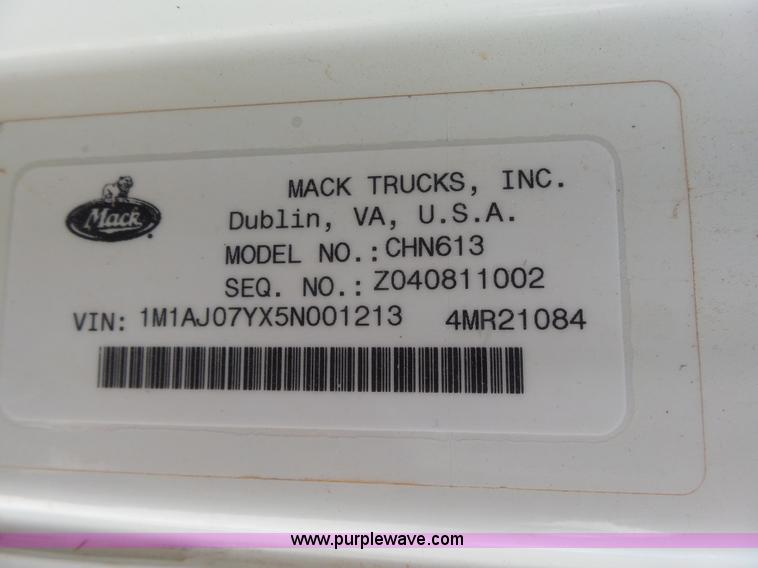 MACK TRUCKS, INC.
Mack
Dublin, VA, U.S.A.
MODEL NO.: CHN613
SEQ. NO.: Z040811002
VIN: 1M1AJ07YX5N001213 4MR21084
www.purplewave.com